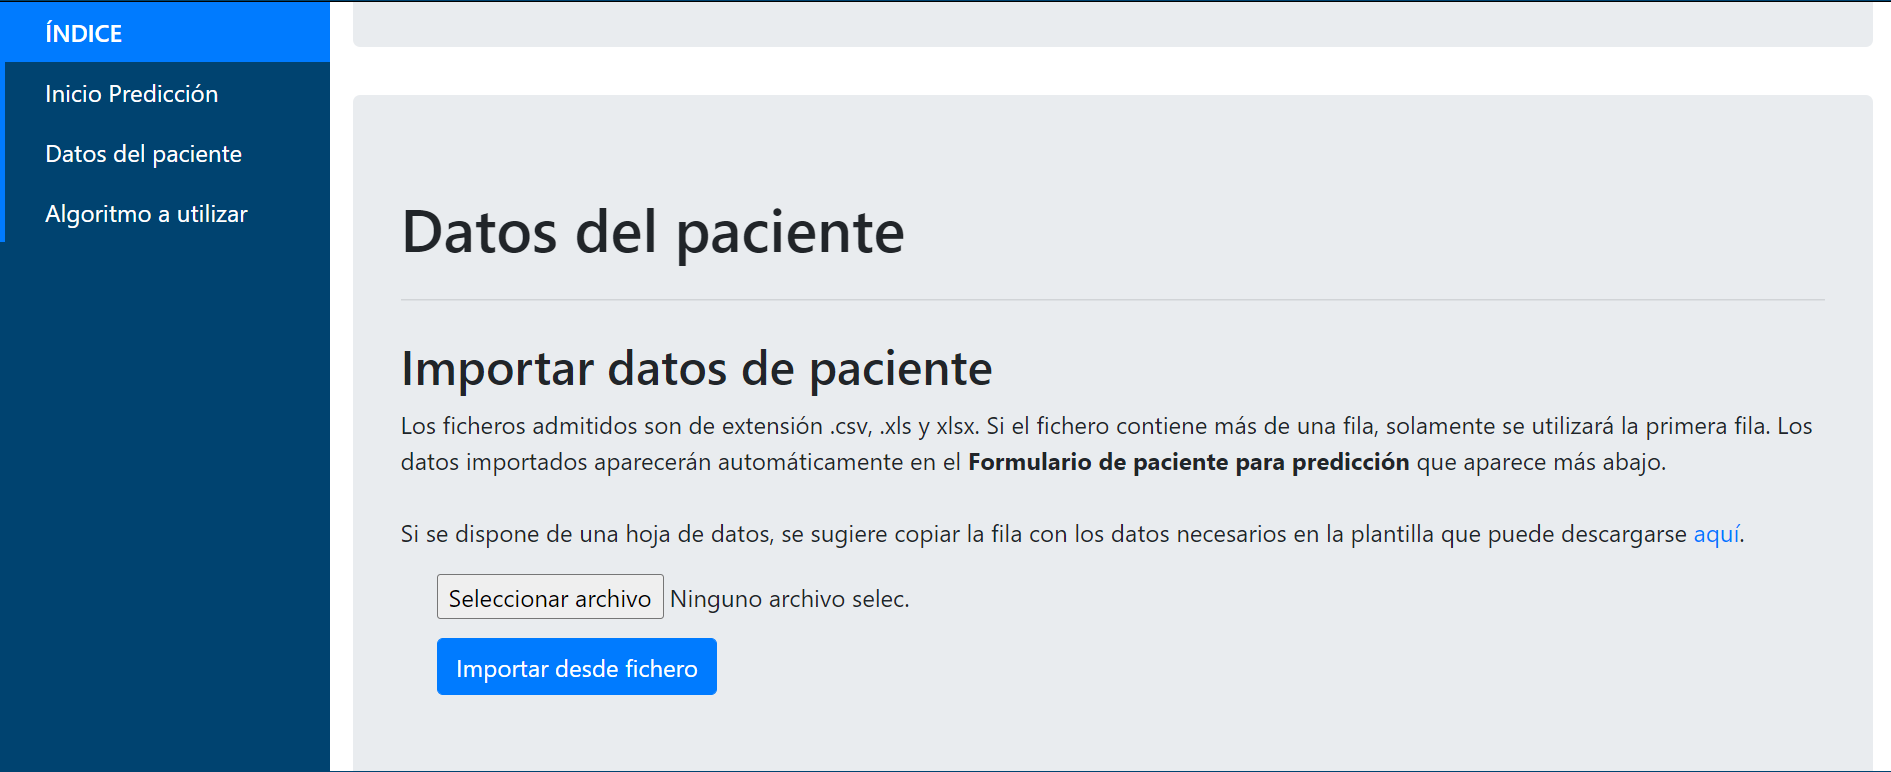 ÍNDICE
Inicio Predicción
Datos del paciente
Algoritmo a utilizar
Datos del paciente
Importar datos de paciente
Los ficheros admitidos son de extensión .csv, .xls y xlsx. Si el fichero contiene más de una fila, solamente se utilizará la primera fila. Los
datos importados aparecerán automáticamente en el Formulario de paciente para predicción que aparece más abajo.
Si se dispone de una hoja de datos, se sugiere copiar la fila con los datos necesarios en la plantilla que puede descargarse aquí.
Seleccionar archivo Ninguno archivo selec.
Importar desde fichero